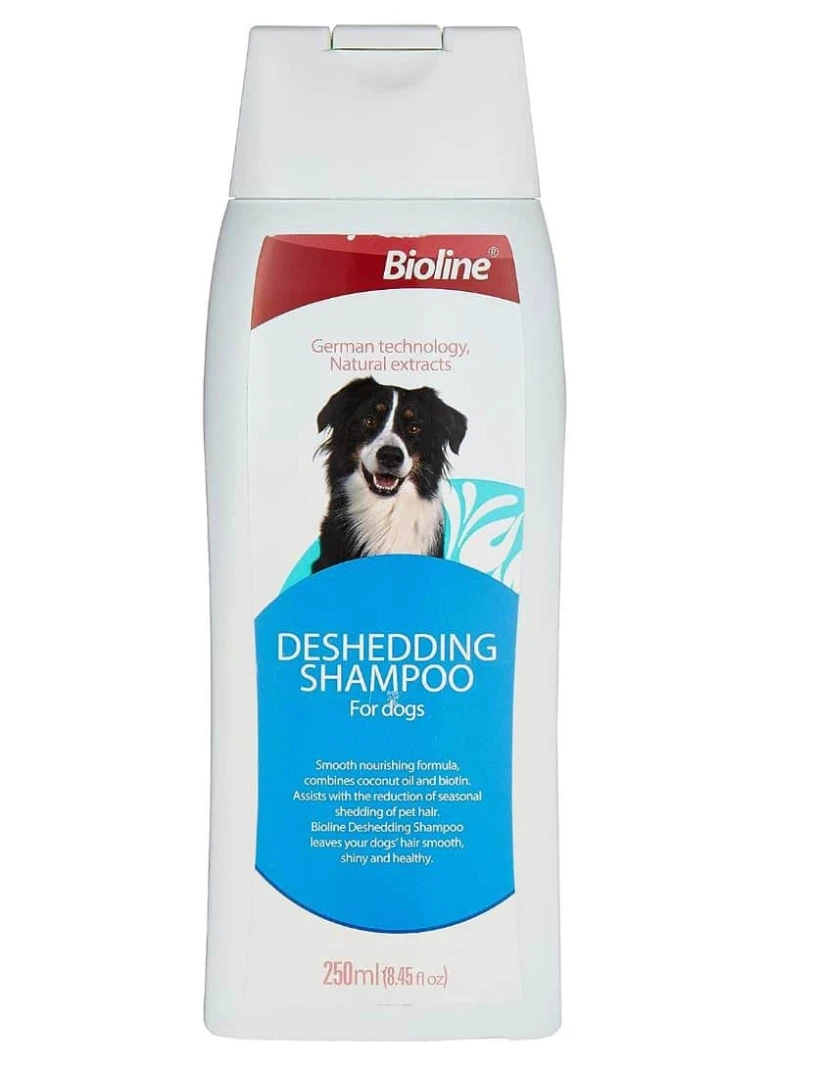 Bioline®
German technology,
Natural extracts
DESHEDDING
SHAMPOO
For dogs
Smooth nourishing formula,
combines coconut oil and biotin.
Assists with the reduction of seasonal
shedding of pet hair.
Bioline Deshedding Shampoo
leaves your dogs' hair smooth,
shiny and healthy.
250ml (8.45 fl oz)